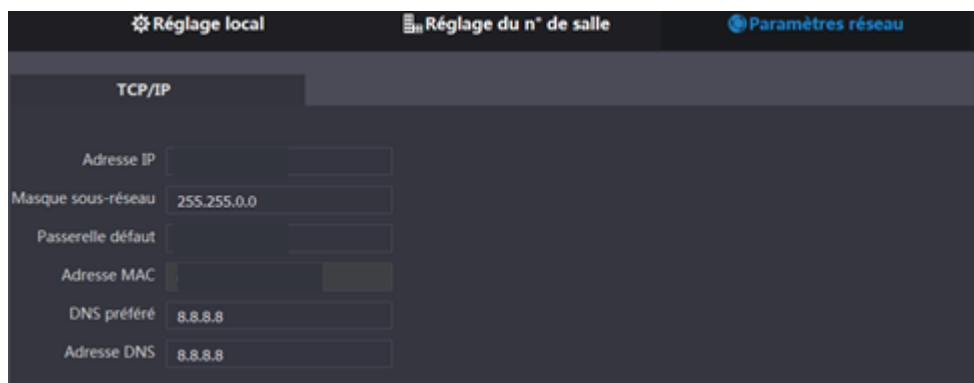 Réglage local Réglage du n° de salle Paramètres réseau
TCP/IP
Adresse IP
Masque sous-réseau 255.255.0.0
Passerelle défaut
Adresse MAC
DNS préféré 8.8.8.8
Adresse DNS 8.8.8.8